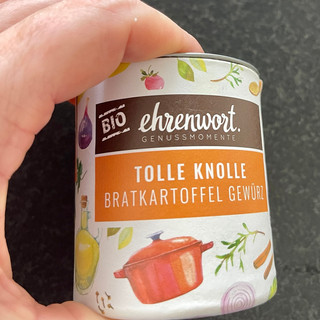 BIO
ehrenwort.
GENUSSMOMENTE
TOLLE KNOLLE
BRATKARTOFFEL GEWÜRZ